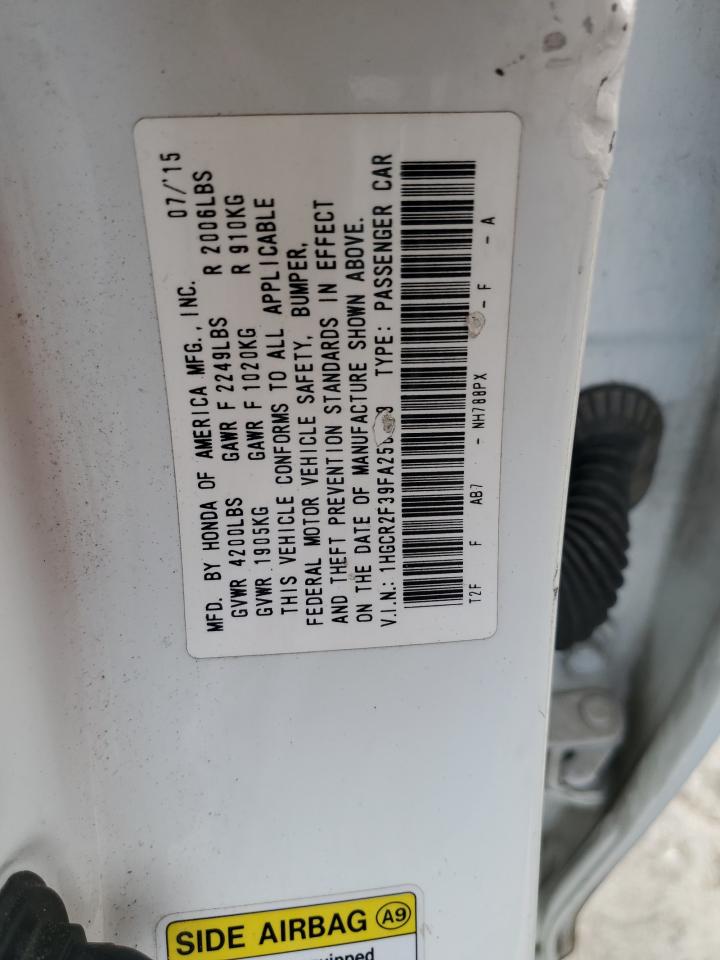 MFD. BY HONDA OF AMERICA MFG., INC. 07/'15
GVWR 4200LBS GAWR F 2249LBS R 2006LBS
GVWR 1905KG GAWR F 1020KG R 910KG
THIS VEHICLE CONFORMS TO ALL APPLICABLE
FEDERAL MOTOR VEHICLE SAFETY, BUMPER,
AND THEFT PREVENTION STANDARDS IN EFFECT
ON THE DATE OF MANUFACTURE SHOWN ABOVE.
V.I.N.: TYPE: PASSENGER CAR
T2F F AB7 - NH788PX - F - A
SIDE AIRBAG A9